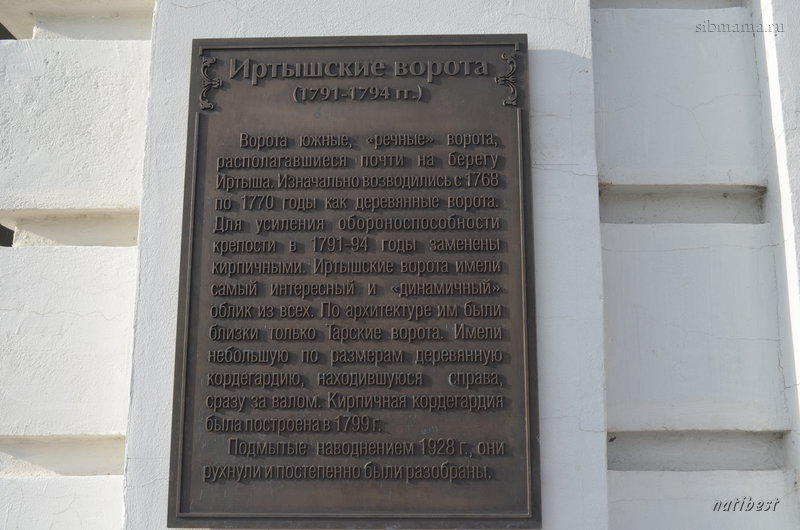 sibmama.ru
Иртышские ворота
(1791-1794 гг.)
Ворота южные, «речные» ворота,
располагавшиеся почти на берегу
Иртыша. Изначально возводились с 1768
по 1770 годы как деревянные ворота.
Для усиления обороноспособности
крепости в 1791-94 годы заменены
кирпичными. Иртышские ворота имели
самый интересный и «динамичный»
облик из всех. По архитектуре им были
близки только Тарские ворота. Имели
небольшую по размерам деревянную
кордегардию, находившуюся справа,
сразу за валом. Кирпичная кордегардия
была построена в 1799 г.
Подмытые наводнением 1928 г., они
рухнули и постепенно были разобраны.
natibest